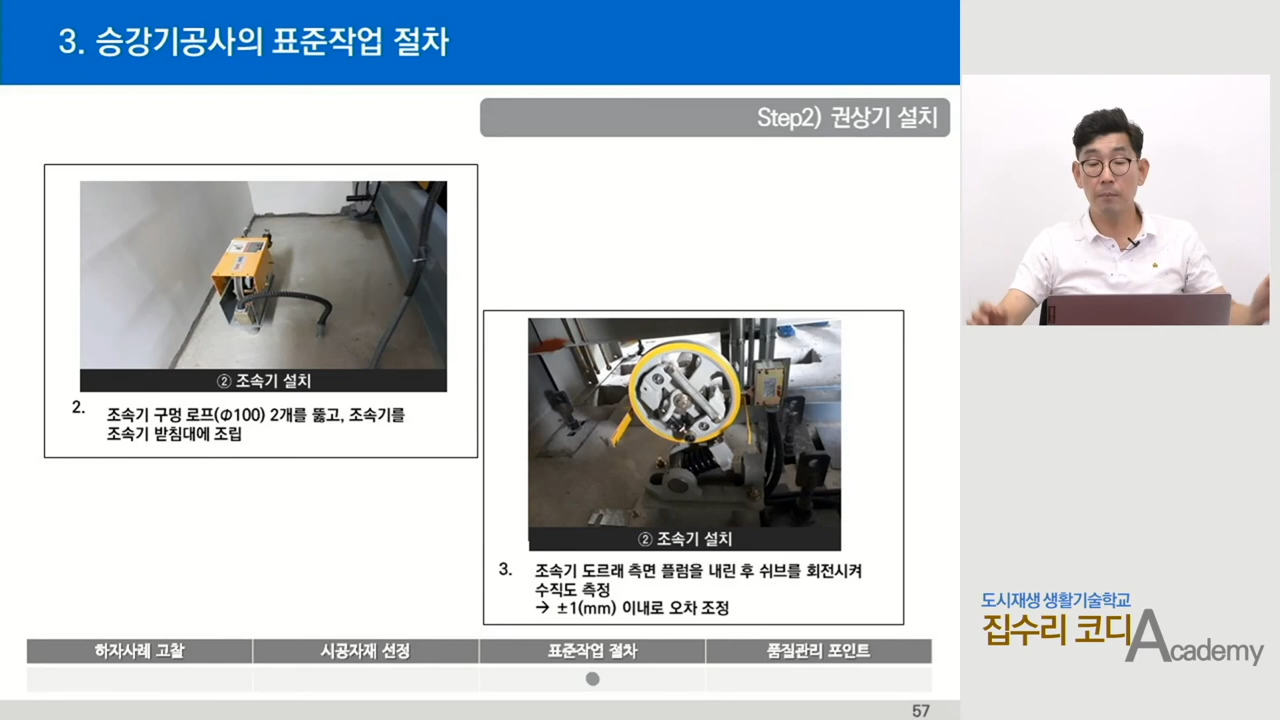 3. 승강기공사의 표준작업 절차
Step2) 권상기 설치
② 조속기 설치
2. 조속기 구멍 로프(Φ100) 2개를 뚫고, 조속기를
조속기 받침대에 조립
② 조속기 설치
3. 조속기 도르래 측면 플럼을 내린 후 쉬브를 회전시켜
수직도 측정
→ ±1(mm) 이내로 오차 조정
하자사례 고찰
시공자재 선정
표준작업 절차
품질관리 포인트
57
도시재생 생활기술학교
집수리 코디 Academy